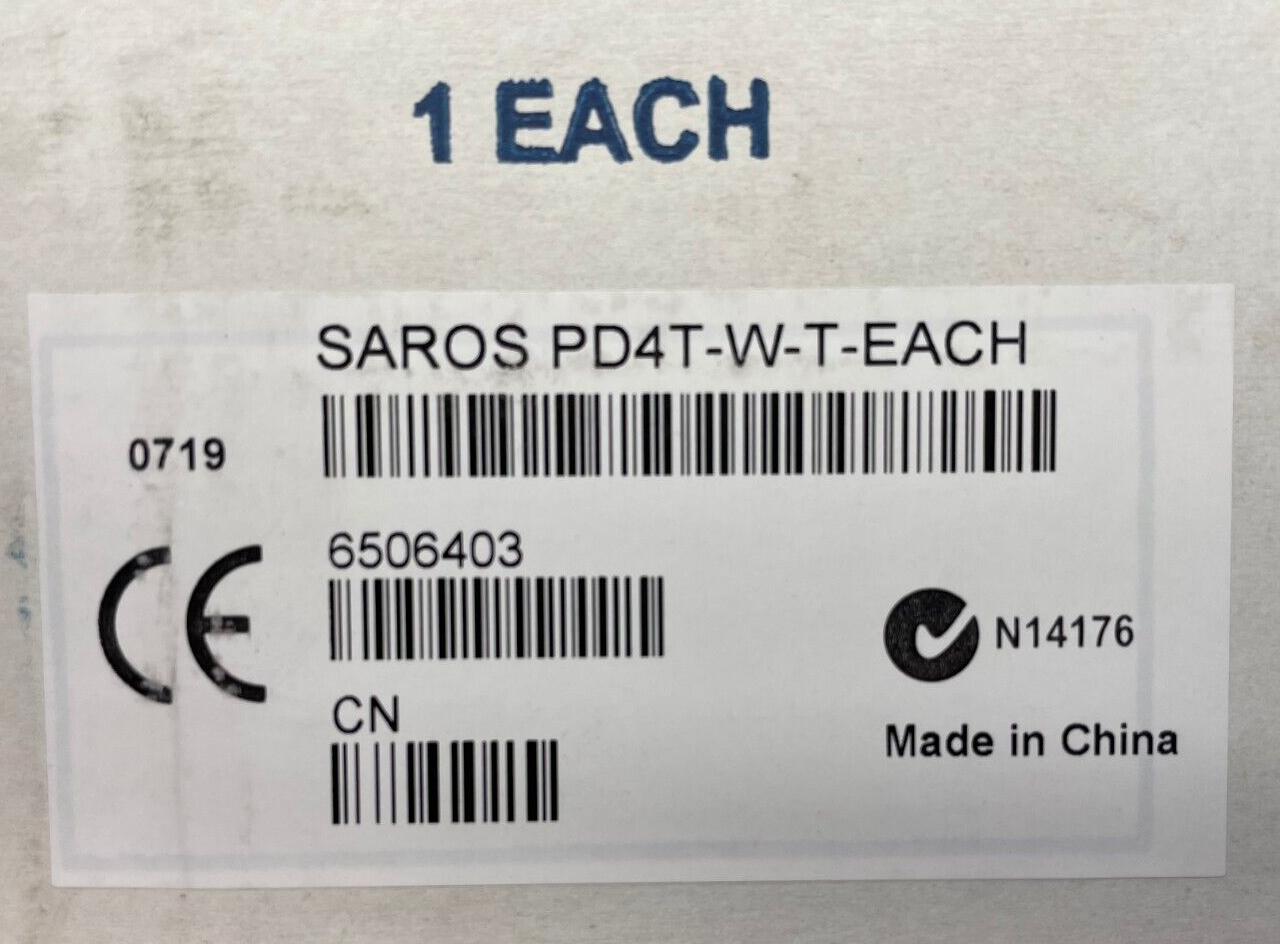 1 EACH
SAROS PD4T-W-T-EACH
0719
6506403
CE
N14176
CN
Made in China